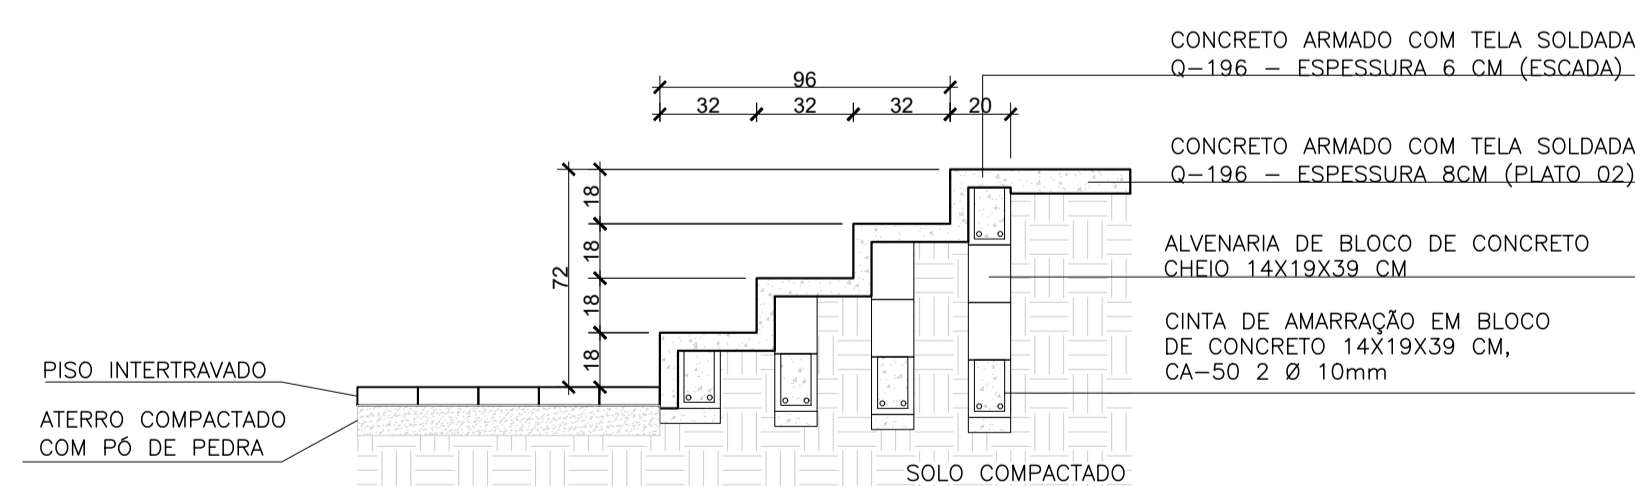 CONCRETO ARMADO COM TELA SOLDADA
Q-196 - ESPESSURA 6 CM (ESCADA)
96
32
32
32
20
CONCRETO ARMADO COM TELA SOLDADA
Q-196 - ESPESSURA 8CM (PLATO 02)
18
18
18
18
72
ALVENARIA DE BLOCO DE CONCRETO
CHEIO 14X19X39 CM
CINTA DE AMARRAÇÃO EM BLOCO
DE CONCRETO 14X19X39 CM,
CA-50 2 Ø 10mm
PISO INTERTRAVADO
ATERRO COMPACTADO
COM PÓ DE PEDRA
SOLO COMPACTADO